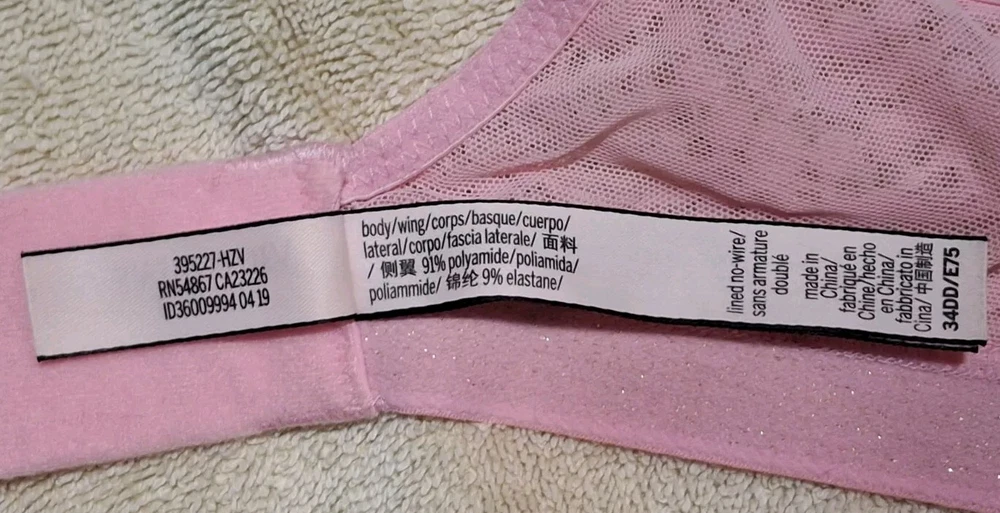 395227-HZV
RN54867 CA23226
ID36009994 04 19
body/wing/corps/basque/cuerpo/
lateral/corpo/fascia laterale/ 面料
/ 侧翼 91% polyamide/poliamida/
poliammide/ 锦纶 9% elastane/
lined no-wire/
sans armature
doublé
made in
China/
fabriqué en
Chine/hecho
en China/
fabbricato in
Cina/ 中国制造
34DD/E75